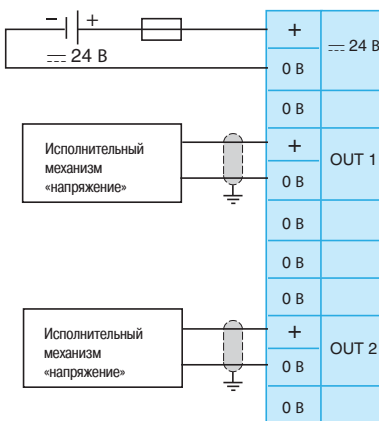 − +
⎓ 24 В
+
⎓ 24 В
0 В
0 В
Исполнительный
механизм
«напряжение»
+
OUT 1
0 В
0 В
0 В
0 В
Исполнительный
механизм
«напряжение»
+
OUT 2
0 В
0 В